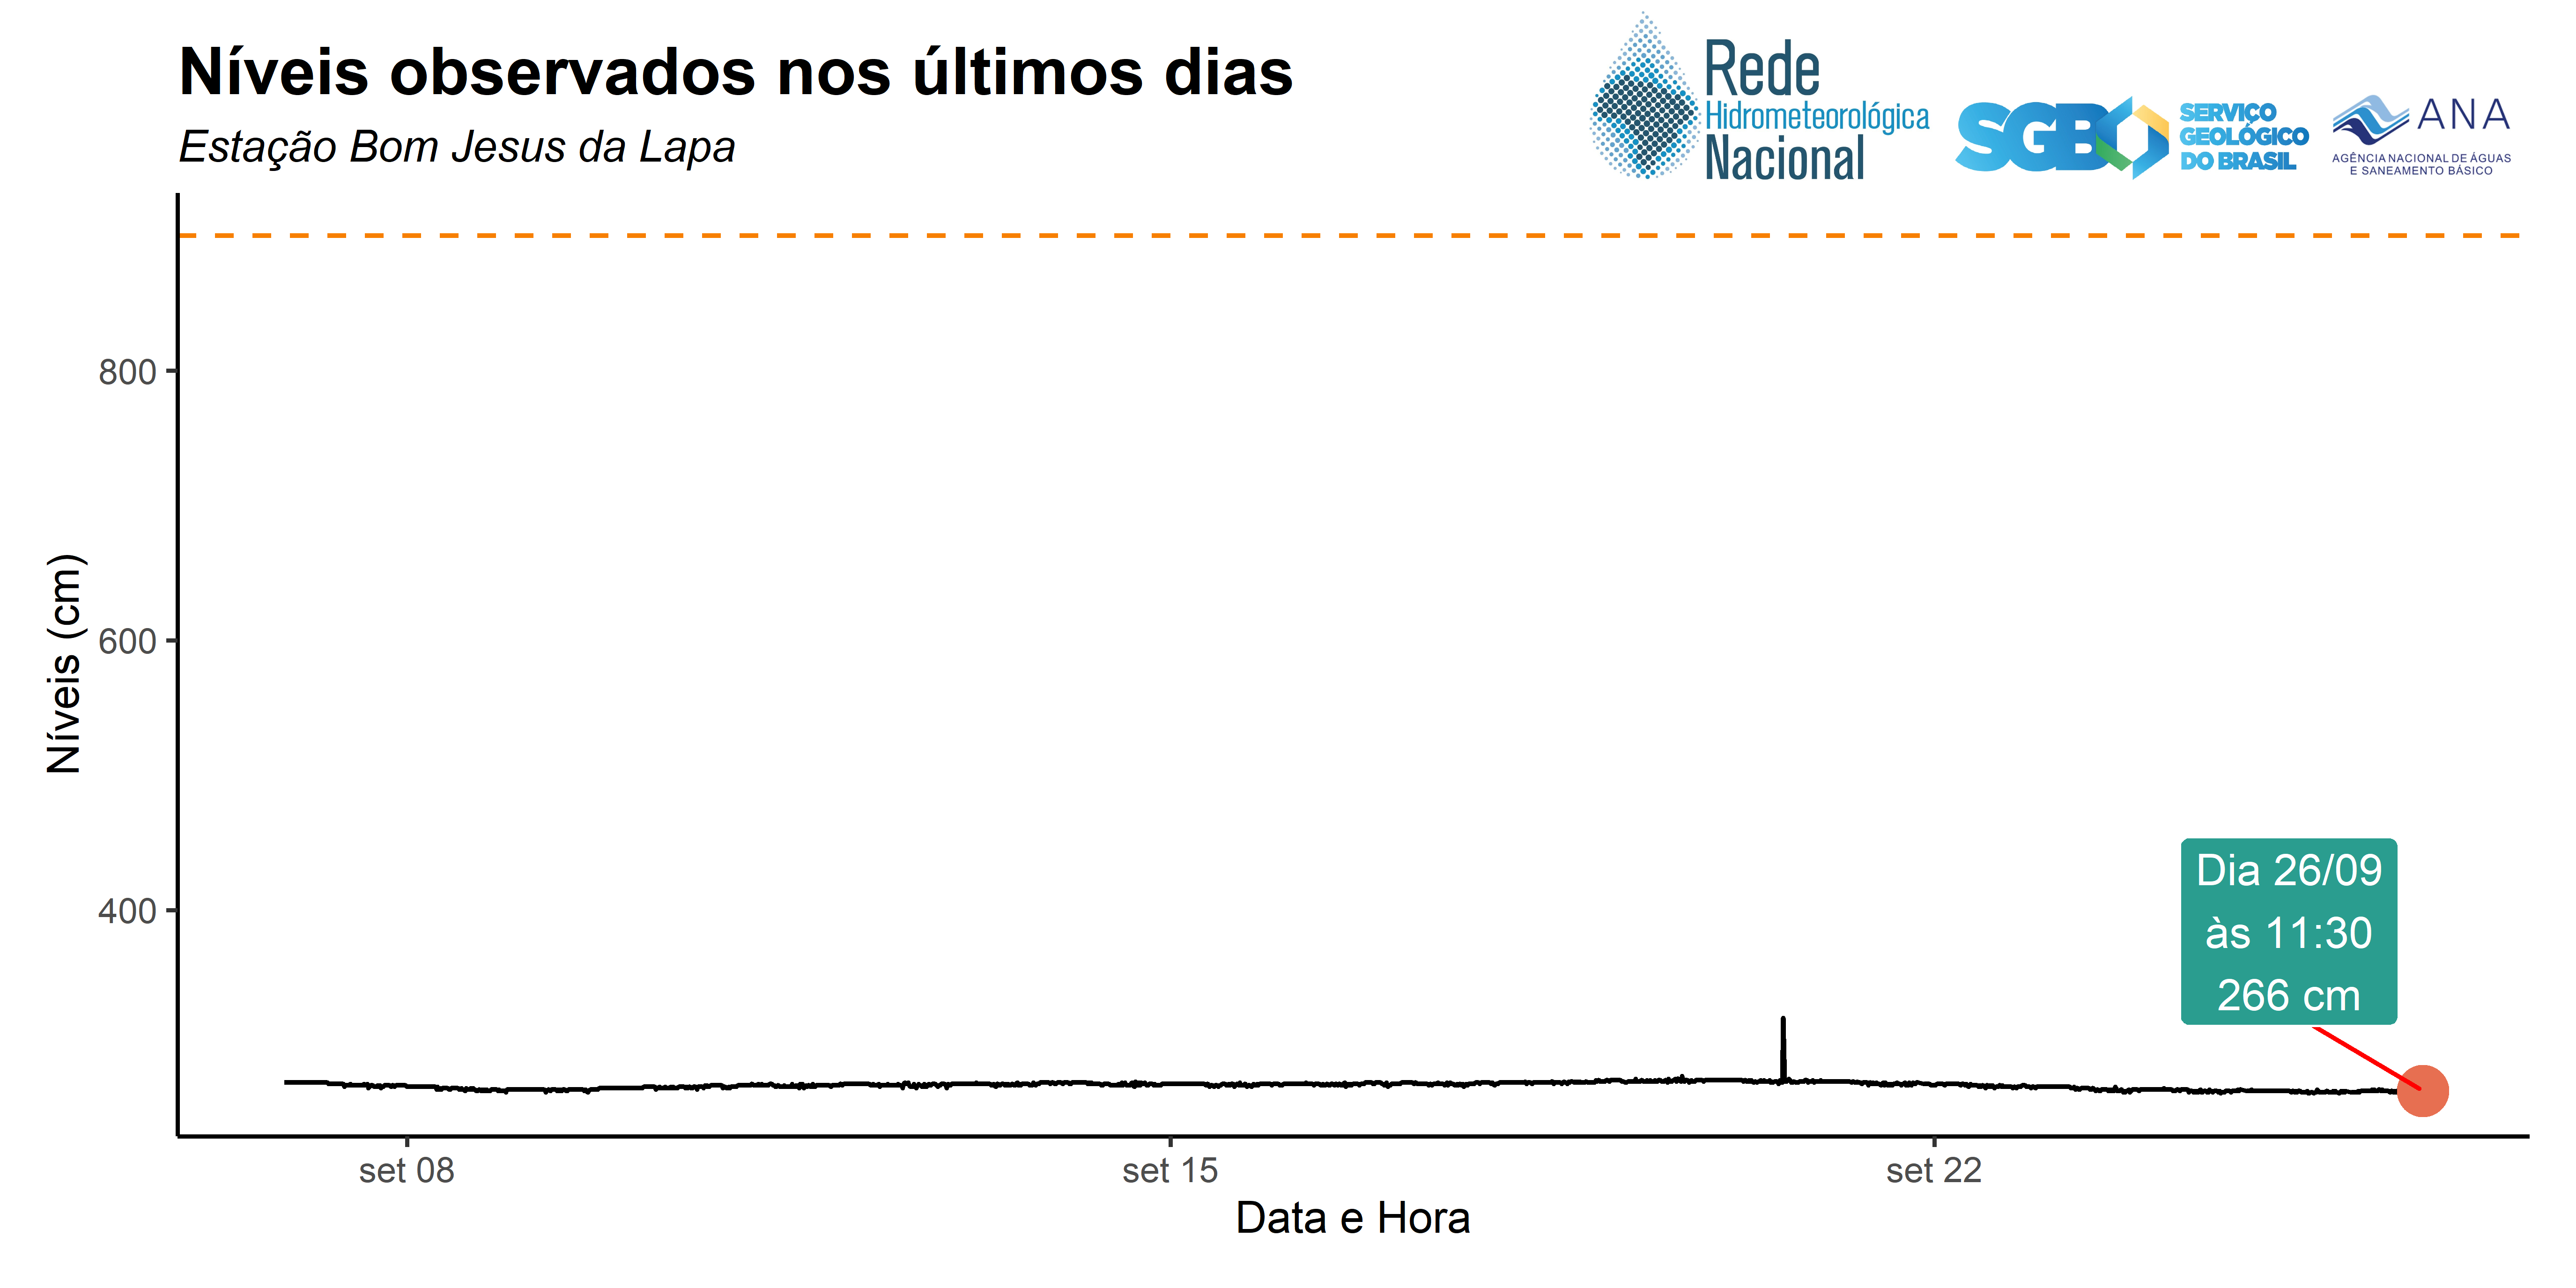 Níveis observados nos últimos dias
Estação Bom Jesus da Lapa
Rede
Hidrometeorológica
Nacional
SGB
SERVIÇO
GEOLÓGICO
DO BRASIL
ANA
AGÊNCIA NACIONAL DE ÁGUAS
E SANEAMENTO BÁSICO
Níveis (cm)
800
600
400
Dia 26/09
às 11:30
266 cm
set 08
set 15
set 22
Data e Hora